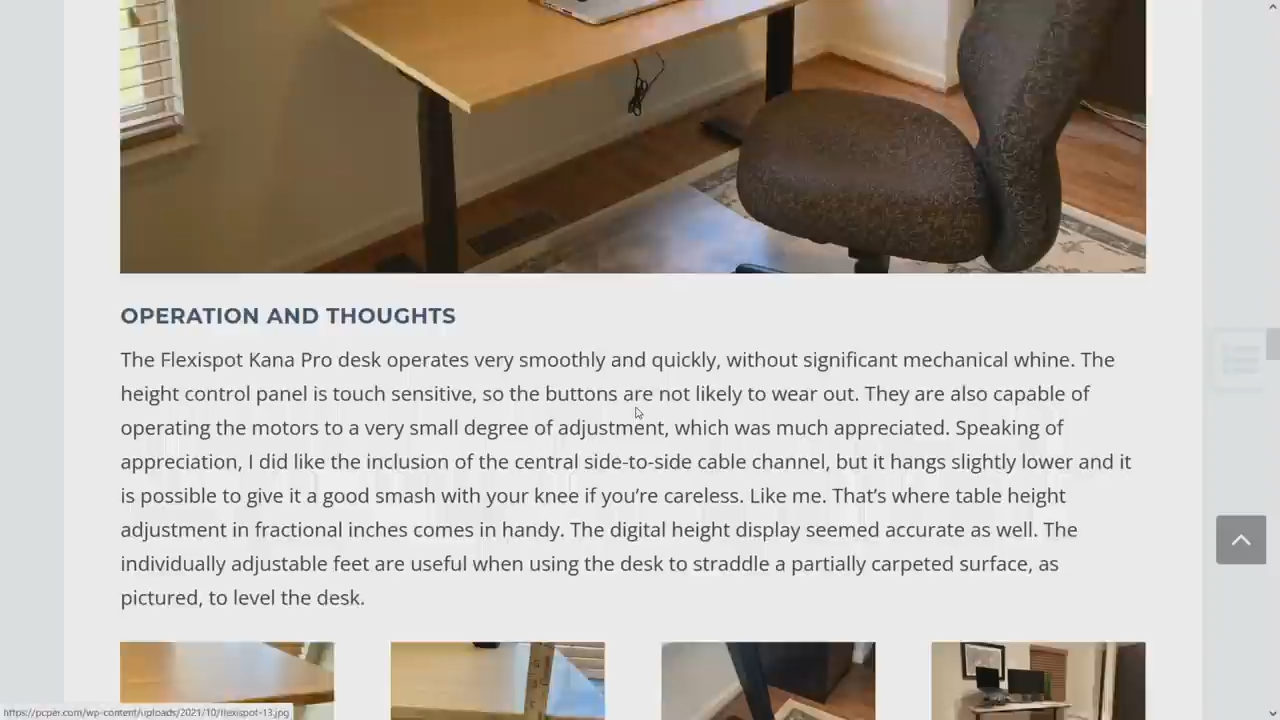 OPERATION AND THOUGHTS
The Flexispot Kana Pro desk operates very smoothly and quickly, without significant mechanical whine. The
height control panel is touch sensitive, so the buttons are not likely to wear out. They are also capable of
operating the motors to a very small degree of adjustment, which was much appreciated. Speaking of
appreciation, I did like the inclusion of the central side-to-side cable channel, but it hangs slightly lower and it
is possible to give it a good smash with your knee if you’re careless. Like me. That’s where table height
adjustment in fractional inches comes in handy. The digital height display seemed accurate as well. The
individually adjustable feet are useful when using the desk to straddle a partially carpeted surface, as
pictured, to level the desk.
https://pcper.com/wp-content/uploads/2021/10/flexispot-13.jpg